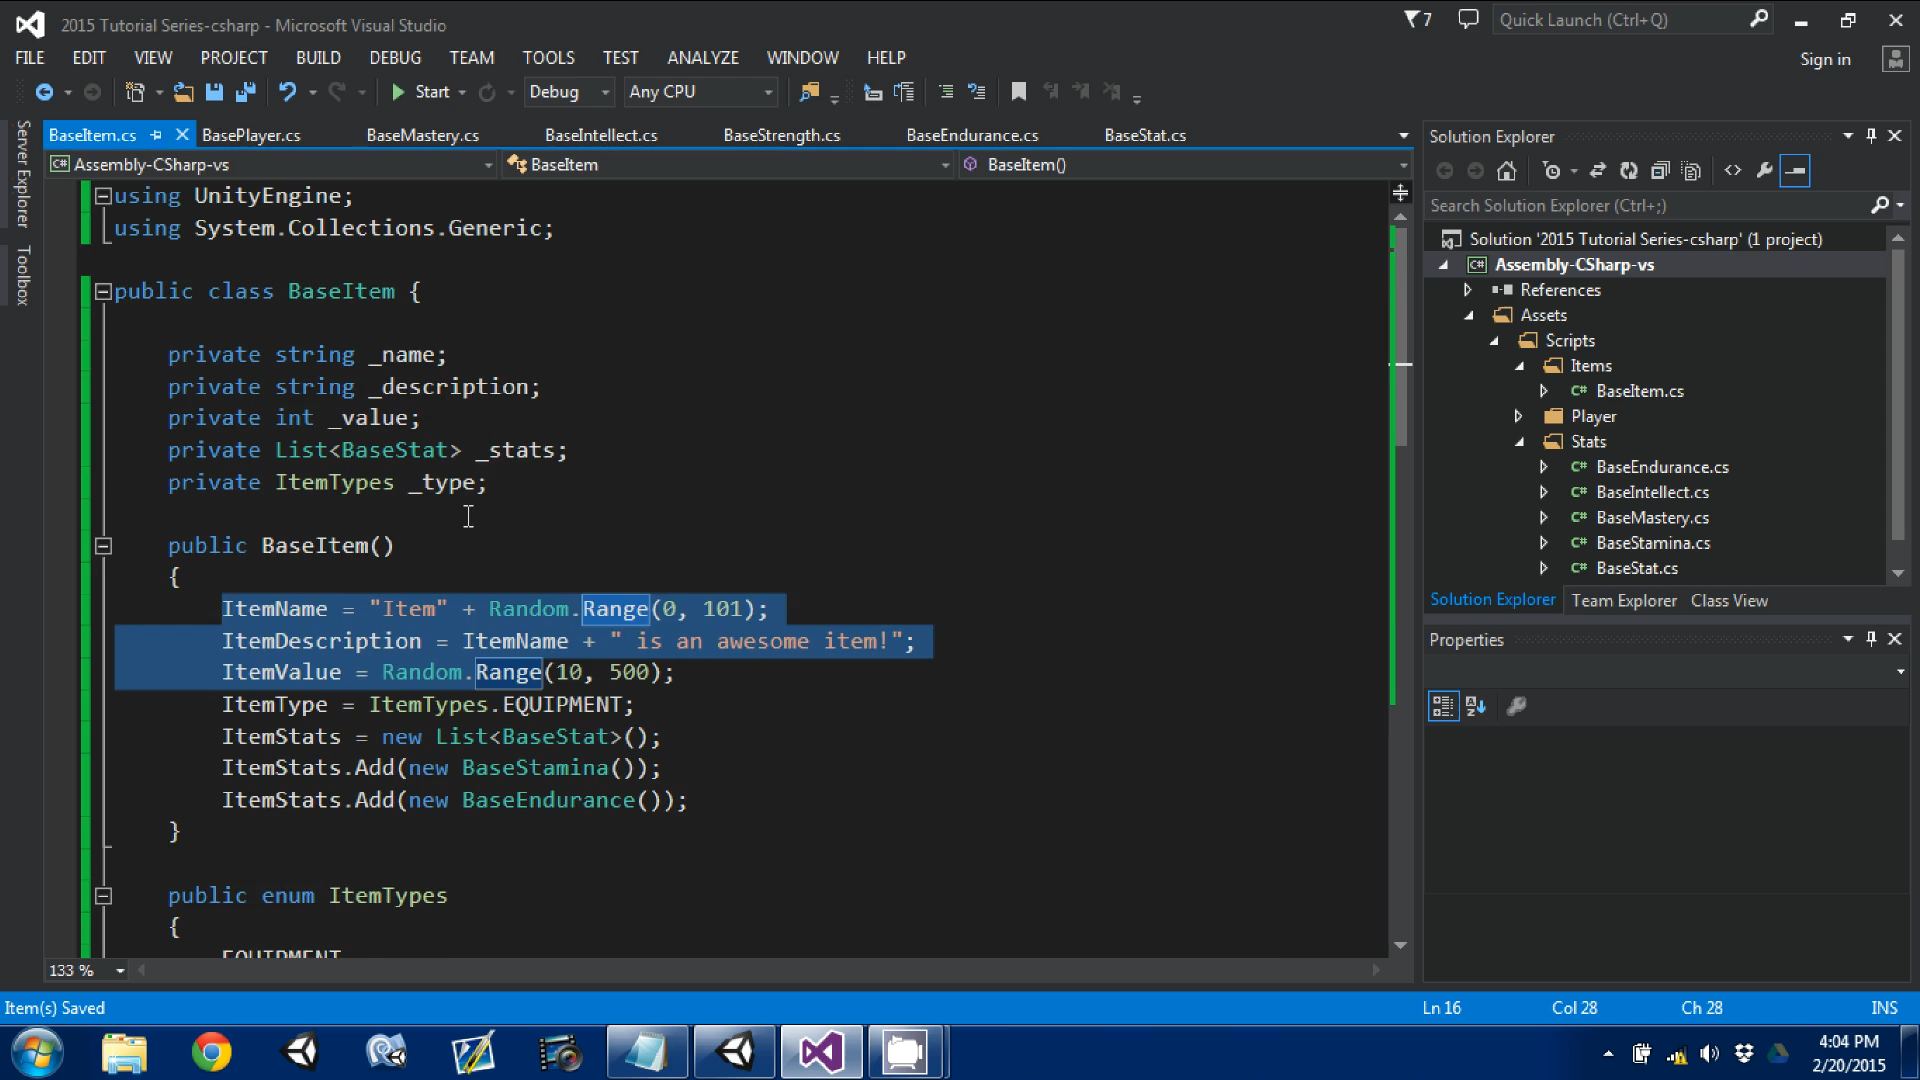 2015 Tutorial Series-csharp - Microsoft Visual Studio
7
Quick Launch (Ctrl+Q)
FILE EDIT VIEW PROJECT BUILD DEBUG TEAM TOOLS TEST ANALYZE WINDOW HELP
Sign in
Start Debug Any CPU
Server Explorer
Toolbox
BaseItem.cs BasePlayer.cs BaseMastery.cs BaseIntellect.cs BaseStrength.cs BaseEndurance.cs BaseStat.cs
Assembly-CSharp-vs BaseItem BaseItem()
using UnityEngine;
using System.Collections.Generic;
public class BaseItem {
private string _name;
private string _description;
private int _value;
private List<BaseStat> _stats;
private ItemTypes _type;
public BaseItem()
{
ItemName = "Item" + Random.Range(0, 101);
ItemDescription = ItemName + " is an awesome item!";
ItemValue = Random.Range(10, 500);
ItemType = ItemTypes.EQUIPMENT;
ItemStats = new List<BaseStat>();
ItemStats.Add(new BaseStamina());
ItemStats.Add(new BaseEndurance());
}
public enum ItemTypes
{
EQUIPMENT
133 %
Solution Explorer
Search Solution Explorer (Ctrl+;)
Solution '2015 Tutorial Series-csharp' (1 project)
C# Assembly-CSharp-vs
References
Assets
Scripts
Items
C# BaseItem.cs
Player
Stats
C# BaseEndurance.cs
C# BaseIntellect.cs
C# BaseMastery.cs
C# BaseStamina.cs
C# BaseStat.cs
Solution Explorer Team Explorer Class View
Properties
Item(s) Saved
Ln 16 Col 28 Ch 28 INS
4:04 PM
2/20/2015